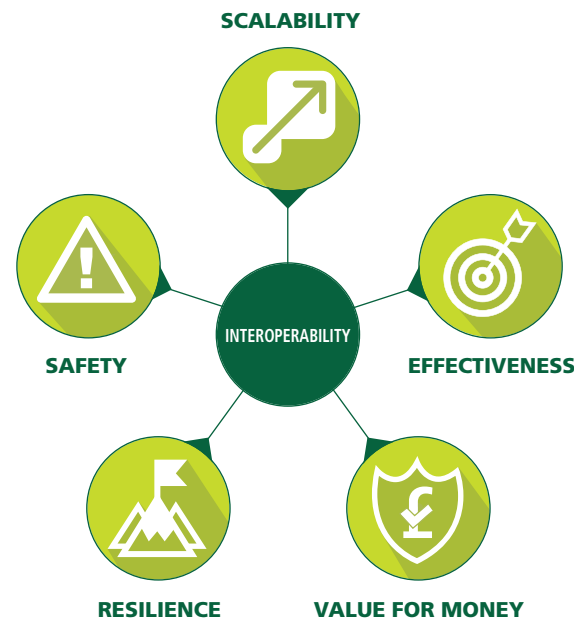 SCALABILITY
SAFETY
INTEROPERABILITY
EFFECTIVENESS
RESILIENCE
VALUE FOR MONEY